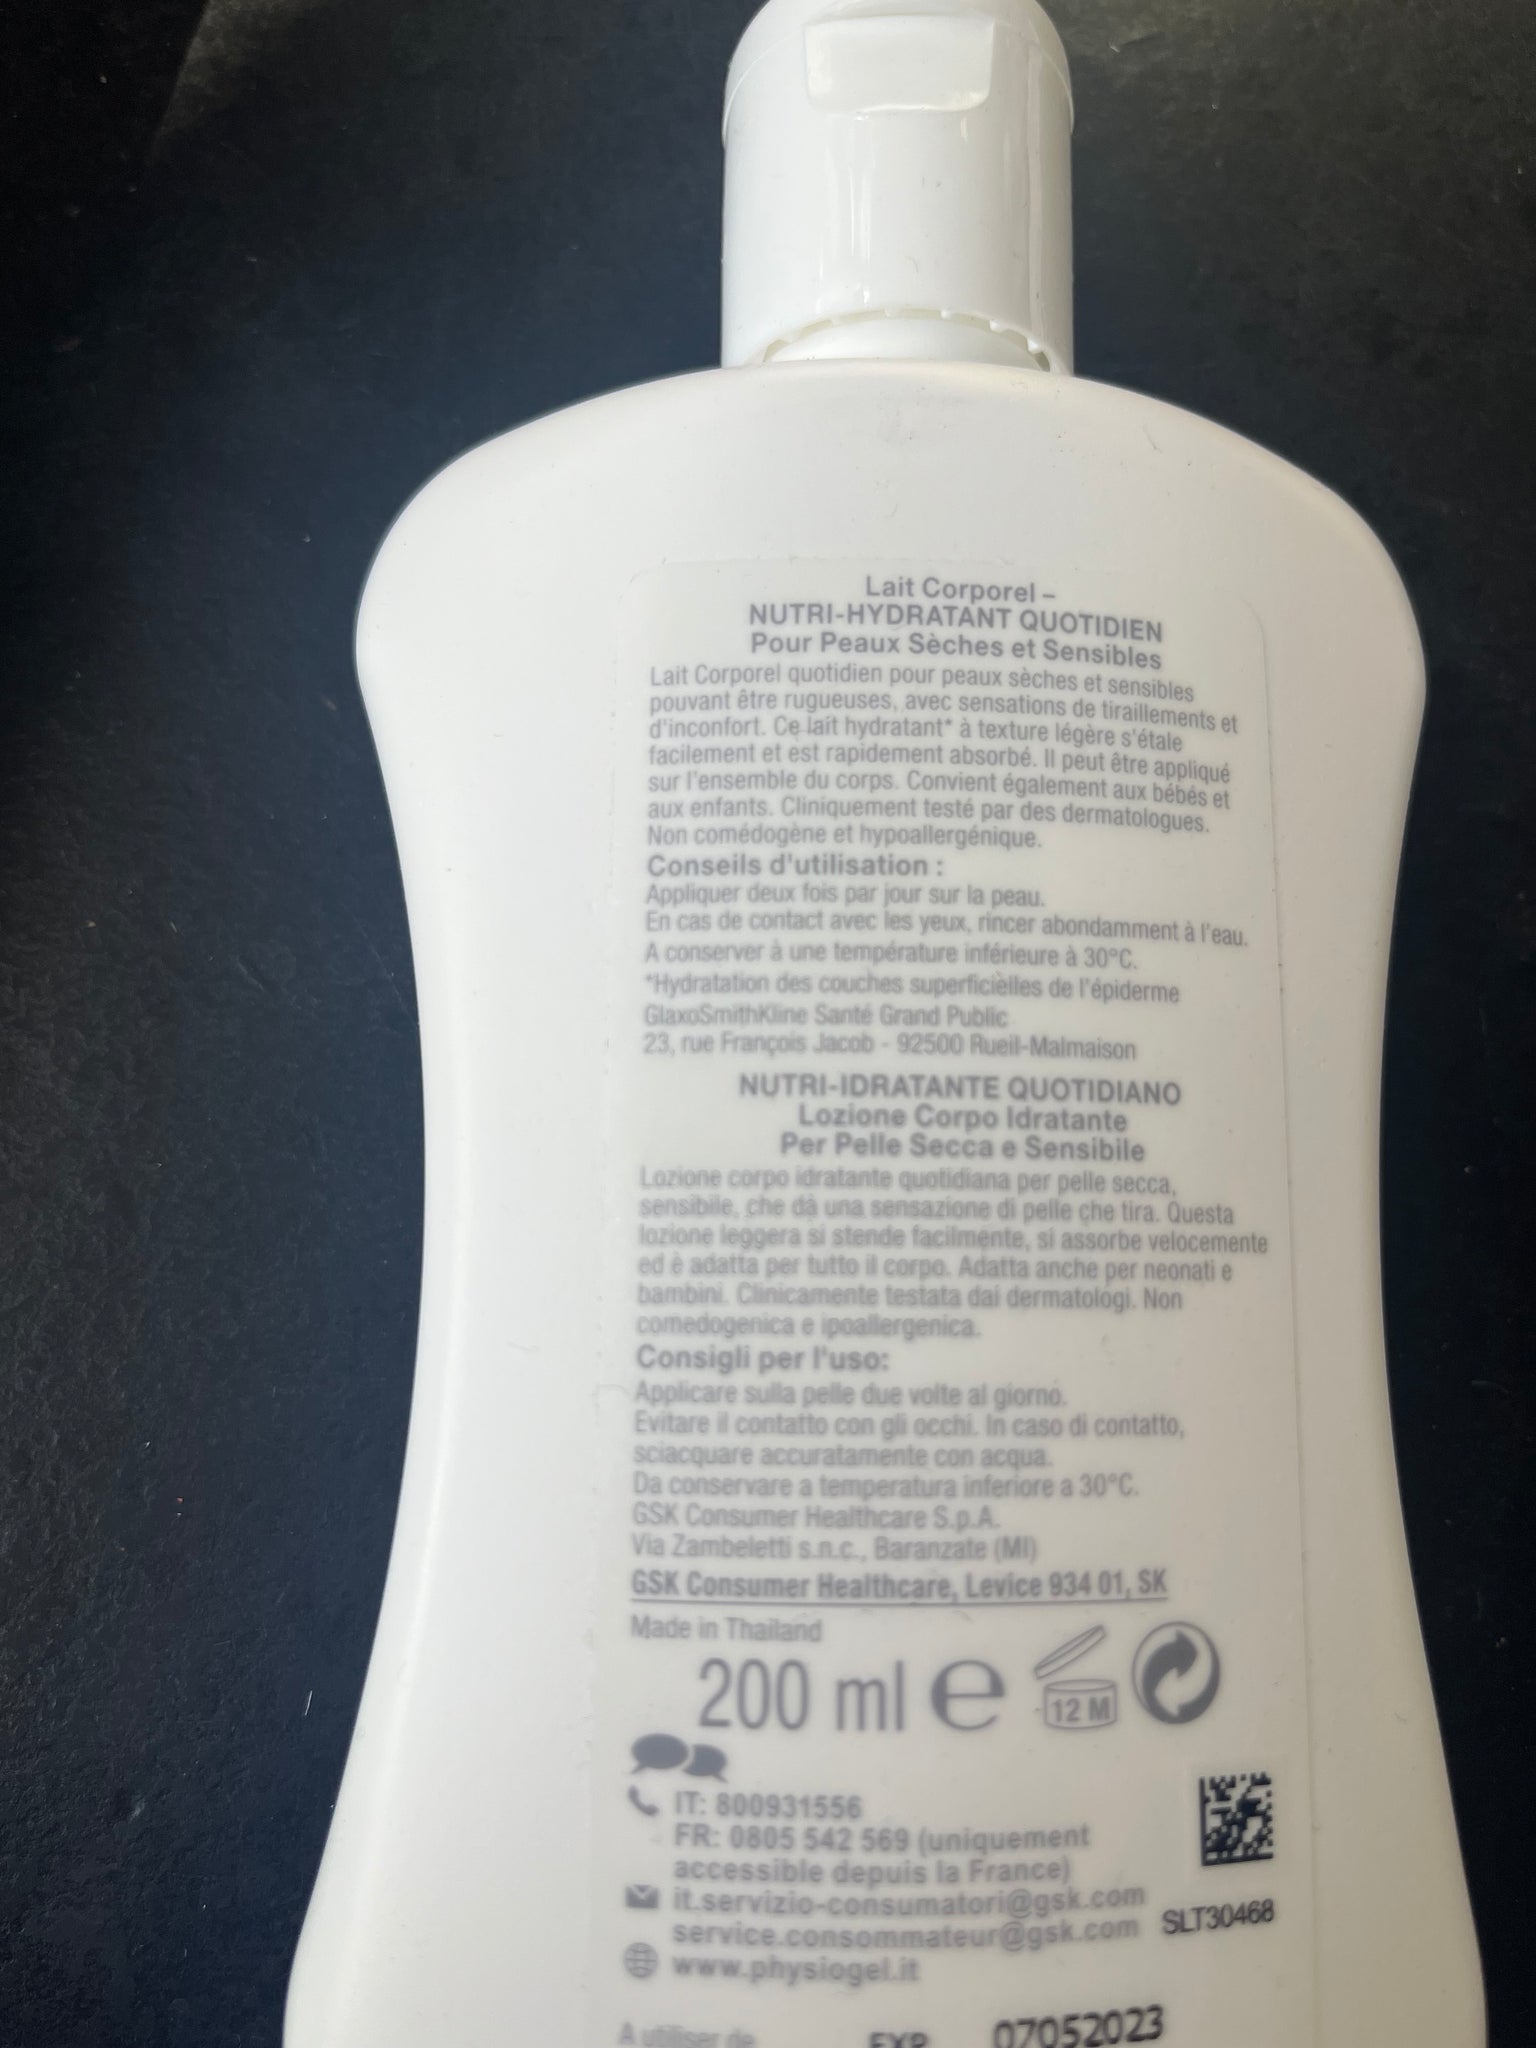 Lait Corporel –
NUTRI-HYDRATANT QUOTIDIEN
Pour Peaux Sèches et Sensibles
Lait Corporel quotidien pour peaux sèches et sensibles
pouvant être rugueuses, avec sensations de tiraillements et
d'inconfort. Ce lait hydratant* à texture légère s'étale
facilement et est rapidement absorbé. Il peut être appliqué
sur l'ensemble du corps. Convient également aux bébés et
aux enfants. Cliniquement testé par des dermatologues.
Non comédogène et hypoallergénique.
Conseils d'utilisation :
Appliquer deux fois par jour sur la peau.
En cas de contact avec les yeux, rincer abondamment à l'eau.
A conserver à une température inférieure à 30°C.
*Hydratation des couches superficielles de l'épiderme
GlaxoSmithKline Santé Grand Public
23, rue François Jacob - 92500 Rueil-Malmaison
NUTRI-IDRATANTE QUOTIDIANO
Lozione Corpo Idratante
Per Pelle Secca e Sensibile
Lozione corpo idratante quotidiana per pelle secca,
sensibile, che dà una sensazione di pelle che tira. Questa
lozione leggera si stende facilmente, si assorbe velocemente
ed è adatta per tutto il corpo. Adatta anche per neonati e
bambini. Clinicamente testata dai dermatologi. Non
comedogenica e ipoallergenica.
Consigli per l'uso:
Applicare sulla pelle due volte al giorno.
Evitare il contatto con gli occhi. In caso di contatto,
sciacquare accuratamente con acqua.
Da conservare a temperatura inferiore a 30°C.
GSK Consumer Healthcare S.p.A.
Via Zambeletti s.n.c., Baranzate (MI)
GSK Consumer Healthcare, Levice 934 01, SK
Made in Thailand
200 ml e 12 M
IT: 800931556
FR: 0805 542 569 (uniquement
accessible depuis la France)
it.servizio-consumatori@gsk.com
service.consommateur@gsk.com
SLT30468
www.physiogel.it
A utiliser de
EXP 07052023